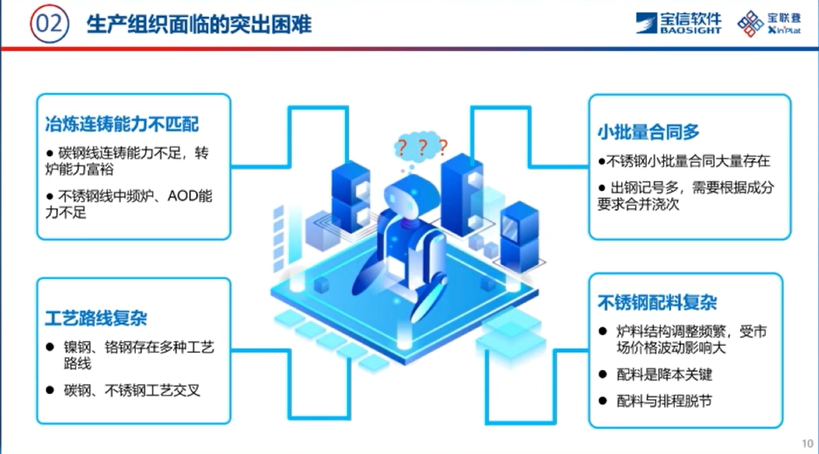 02 生产组织面临的突出困难
宝信软件
BAOSIGHT
宝联登
xIn³Plat
冶炼连铸能力不匹配
● 碳钢线连铸能力不足，转
炉能力富裕
● 不锈钢线中频炉、AOD能
力不足
小批量合同多
●不锈钢小批量合同大量存在
● 出钢记号多，需要根据成分
要求合并浇次
? ? ?
工艺路线复杂
● 镍钢、铬钢存在多种工艺
路线
● 碳钢、不锈钢工艺交叉
不锈钢配料复杂
● 炉料结构调整频繁，受市
场价格波动影响大
● 配料是降本关键
● 配料与排程脱节
10